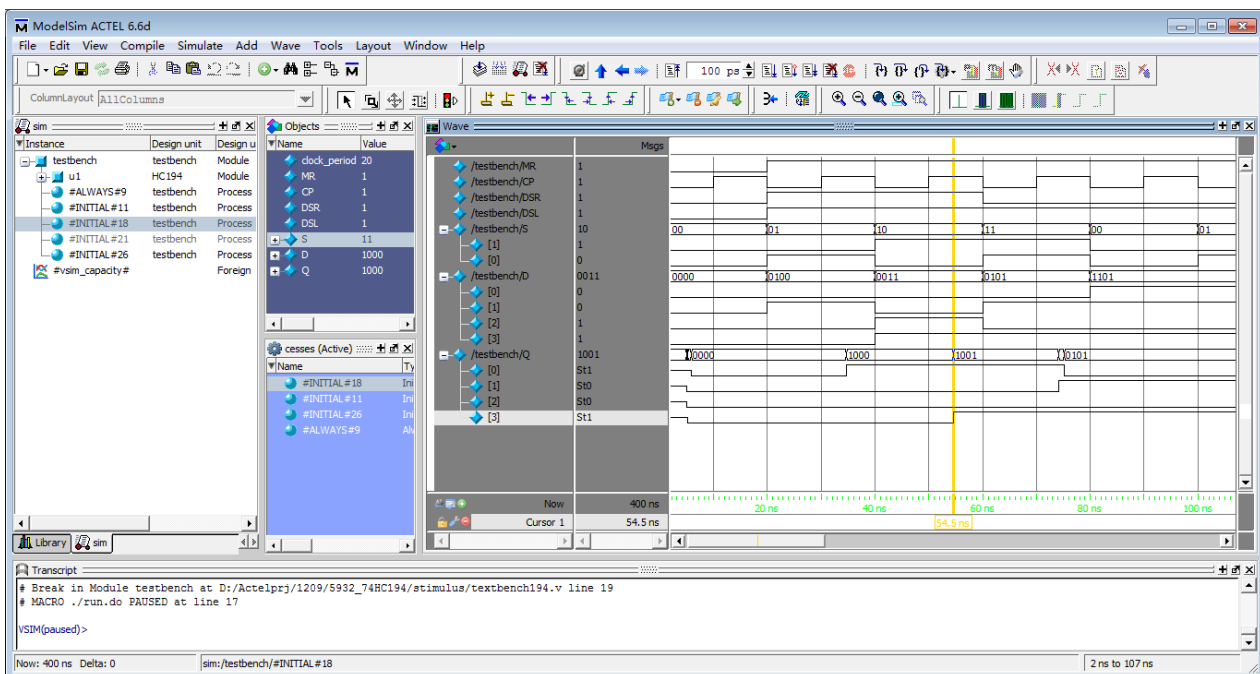 ModelSim ACTEL 6.6d
File Edit View Compile Simulate Add Wave Tools Layout Window Help
100 ps
ColumnLayout AllColumns
sim
Instance Design unit Design u
testbench testbench Module
u1 HC194 Module
#ALWAYS#9 testbench Process
#INITIAL#11 testbench Process
#INITIAL#18 testbench Process
#INITIAL#21 testbench Process
#INITIAL#26 testbench Process
#vsim_capacity# Foreign
Library sim
Objects
Name Value
clock_period 20
MR 1
CP 1
DSR 1
DSL 1
S 11
D 1000
Q 1000
cesses (Active)
Name Ty
#INITIAL#18 Ini
#INITIAL#11 Ini
#INITIAL#26 Ini
#ALWAYS#9 Alv
Wave
Msgs
/testbench/MR 1
/testbench/CP 1
/testbench/DSR 1
/testbench/DSL 1
/testbench/S 10 00 01 10 11 00 01
[1] 1
[0] 0
/testbench/D 0011 0000 0100 0011 0101 1101
[0] 0
[1] 0
[2] 1
[3] 1
/testbench/Q 1001 0000 1000 1001 0101
[0] St1
[1] St0
[2] St0
[3] St1
Now 400 ns 20 ns 40 ns 60 ns 80 ns 100 ns
Cursor 1 54.5 ns 54.5 ns
Transcript
# Break in Module testbench at D:/Actelprj/1209/5932_74HC194/stimulus/textbench194.v line 19
# MACRO ./run.do PAUSED at line 17
VSIM(paused)>
Now: 400 ns Delta: 0 sim:/testbench/#INITIAL#18 2 ns to 107 ns